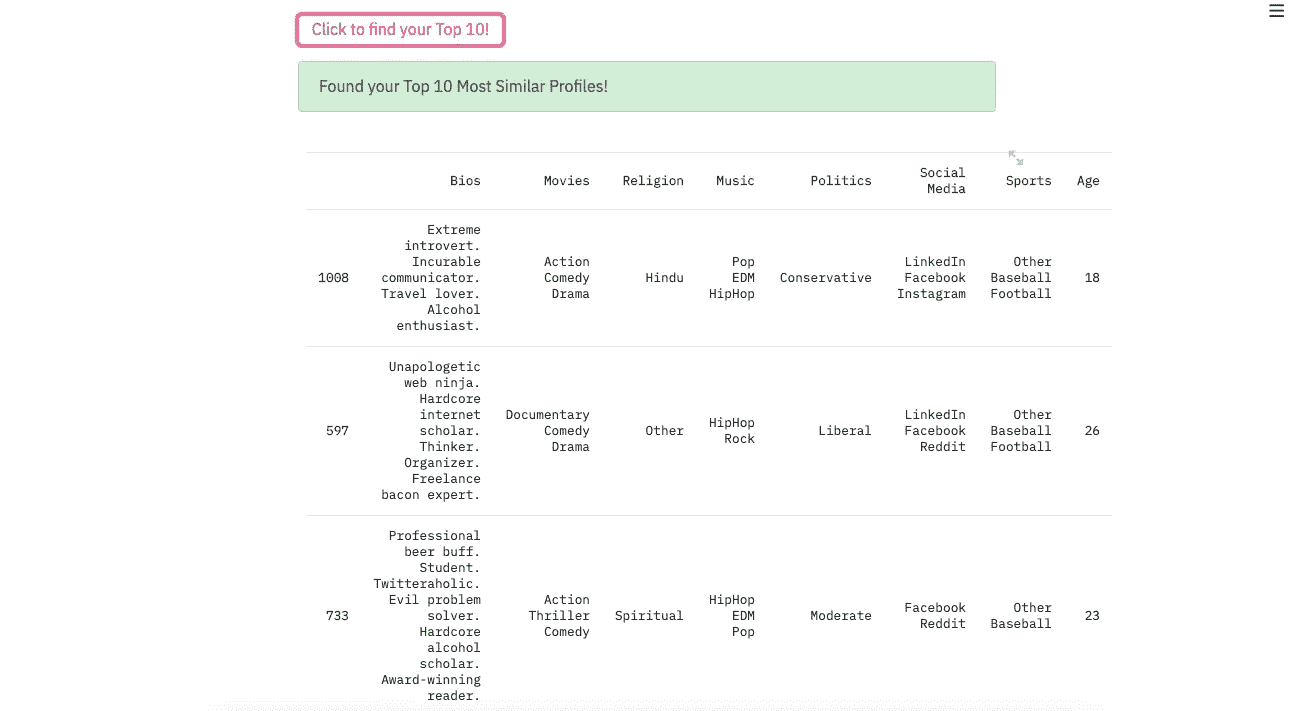 Click to find your Top 10!
Found your Top 10 Most Similar Profiles!
Bios Movies Religion Music Politics Social Media Sports Age
1008
Extreme
introvert.
Incurable
communicator.
Travel lover.
Alcohol
enthusiast.
Action
Comedy
Drama
Hindu
Pop
EDM
HipHop
Conservative
LinkedIn
Facebook
Instagram
Other
Baseball
Football
18
597
Unapologetic
web ninja.
Hardcore
internet
scholar.
Thinker.
Organizer.
Freelance
bacon expert.
Documentary
Comedy
Drama
Other
HipHop
Rock
Liberal
LinkedIn
Facebook
Reddit
Other
Baseball
Football
26
733
Professional
beer buff.
Student.
Twitteraholic.
Evil problem
solver.
Hardcore
alcohol
scholar.
Award-winning
reader.
Action
Thriller
Comedy
Spiritual
HipHop
EDM
Pop
Moderate
Facebook
Reddit
Other
Baseball
23